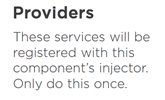 Providers
These services will be
registered with this
component's injector.
Only do this once.